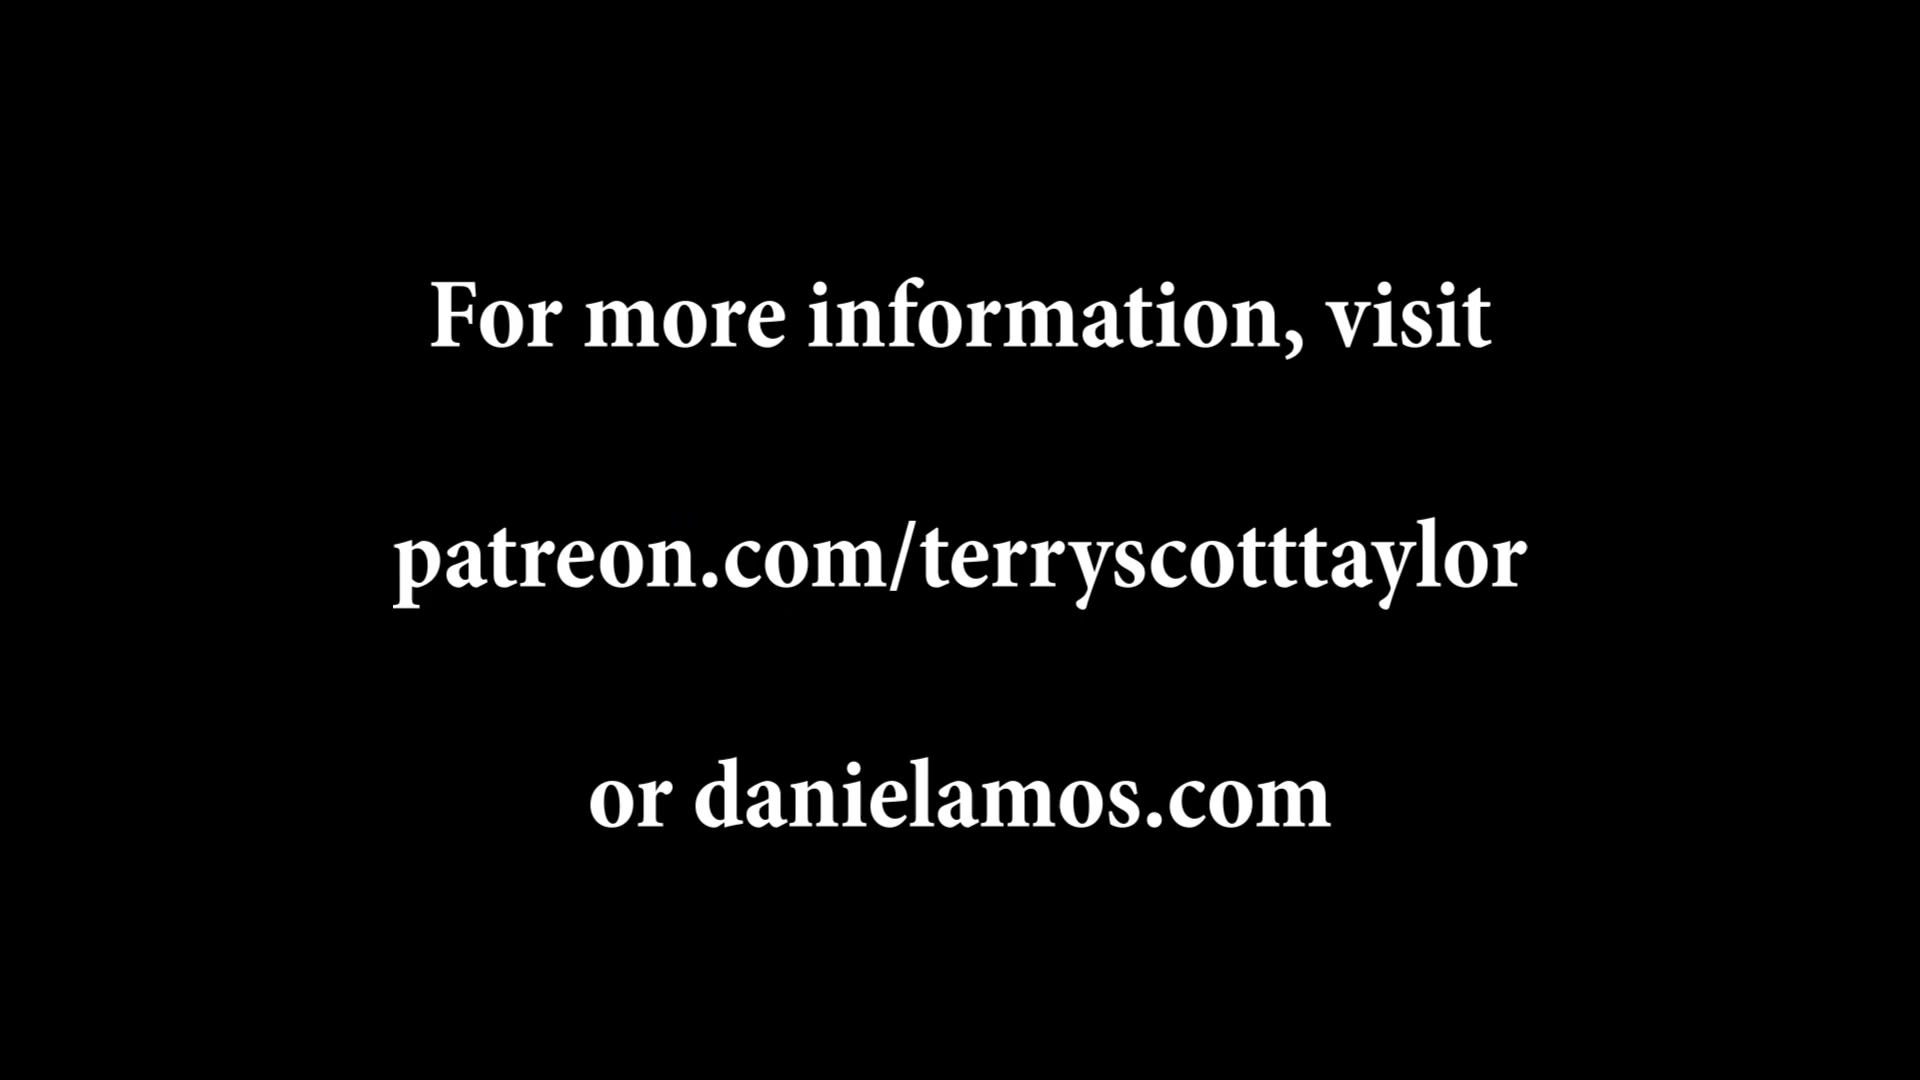 For more information, visit
patreon.com/terryscotttaylor
or danielamos.com